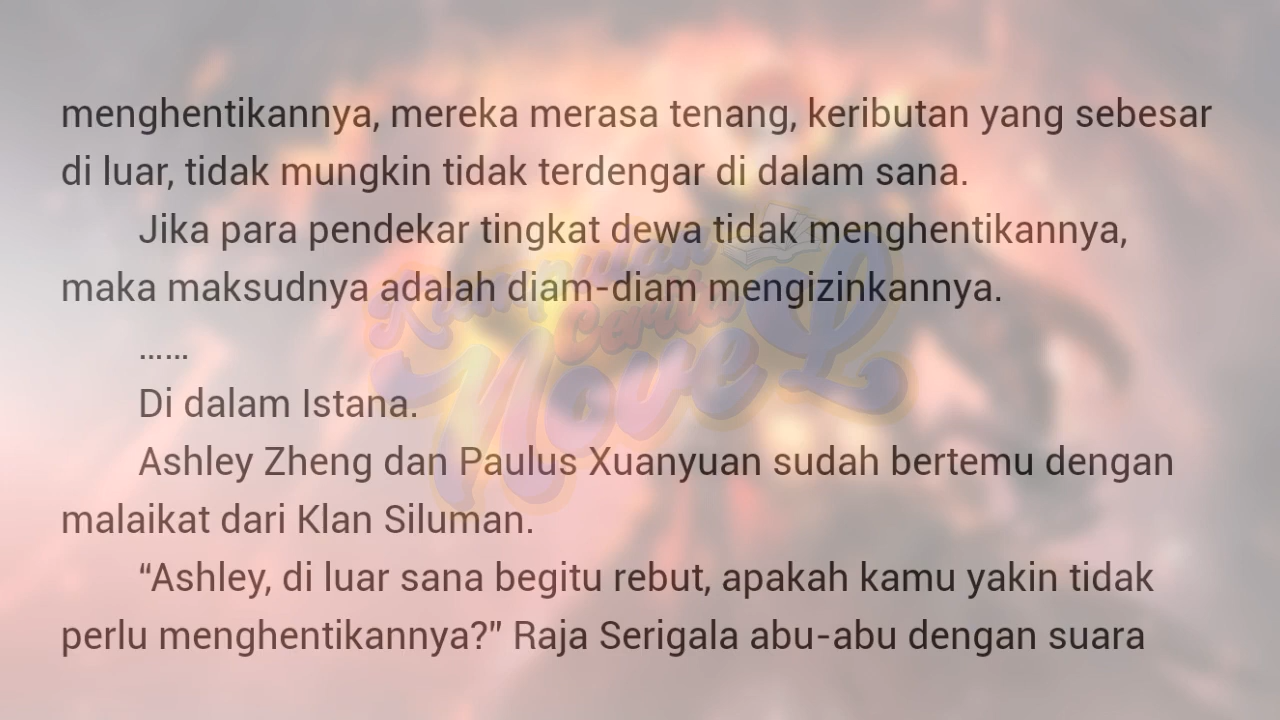 menghentikannya, mereka merasa tenang, keributan yang sebesar
di luar, tidak mungkin tidak terdengar di dalam sana.
Jika para pendekar tingkat dewa tidak menghentikannya,
maka maksudnya adalah diam-diam mengizinkannya.
......
Di dalam Istana.
Ashley Zheng dan Paulus Xuanyuan sudah bertemu dengan
malaikat dari Klan Siluman.
“Ashley, di luar sana begitu rebut, apakah kamu yakin tidak
perlu menghentikannya?” Raja Serigala abu-abu dengan suara
Kumpulan
Cerita
Novel